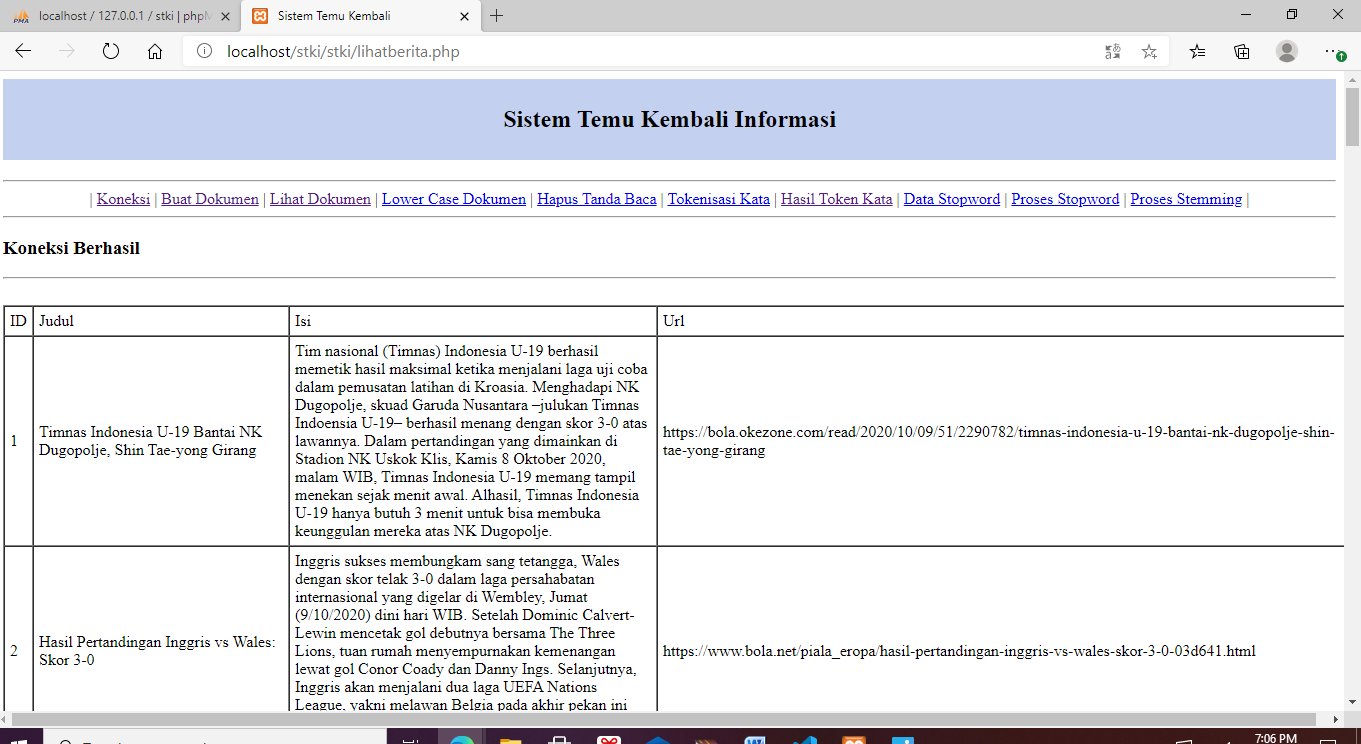 localhost / 127.0.0.1 / stki | phpM
Sistem Temu Kembali
localhost/stki/stki/lihatberita.php
Sistem Temu Kembali Informasi
| Koneksi | Buat Dokumen | Lihat Dokumen | Lower Case Dokumen | Hapus Tanda Baca | Tokenisasi Kata | Hasil Token Kata | Data Stopword | Proses Stopword | Proses Stemming |
Koneksi Berhasil
ID Judul Isi Url
1
Timnas Indonesia U-19 Bantai NK
Dugopolje, Shin Tae-yong Girang
Tim nasional (Timnas) Indonesia U-19 berhasil
memetik hasil maksimal ketika menjalani laga uji coba
dalam pemusatan latihan di Kroasia. Menghadapi NK
Dugopolje, skuad Garuda Nusantara –julukan Timnas
Indoensia U-19– berhasil menang dengan skor 3-0 atas
lawannya. Dalam pertandingan yang dimainkan di
Stadion NK Uskok Klis, Kamis 8 Oktober 2020,
malam WIB, Timnas Indonesia U-19 memang tampil
menekan sejak menit awal. Alhasil, Timnas Indonesia
U-19 hanya butuh 3 menit untuk bisa membuka
keunggulan mereka atas NK Dugopolje.
https://bola.okezone.com/read/2020/10/09/51/2290782/timnas-indonesia-u-19-bantai-nk-dugopolje-shin-
tae-yong-girang
2
Hasil Pertandingan Inggris vs Wales:
Skor 3-0
Inggris sukses membungkam sang tetangga, Wales
dengan skor telak 3-0 dalam laga persahabatan
internasional yang digelar di Wembley, Jumat
(9/10/2020) dini hari WIB. Setelah Dominic Calvert-
Lewin mencetak gol debutnya bersama The Three
Lions, tuan rumah menyempurnakan kemenangan
lewat gol Conor Coady dan Danny Ings. Selanjutnya,
Inggris akan menjalani dua laga UEFA Nations
League, yakni melawan Belgia pada akhir pekan ini
https://www.bola.net/piala_eropa/hasil-pertandingan-inggris-vs-wales-skor-3-0-03d641.html
7:06 PM